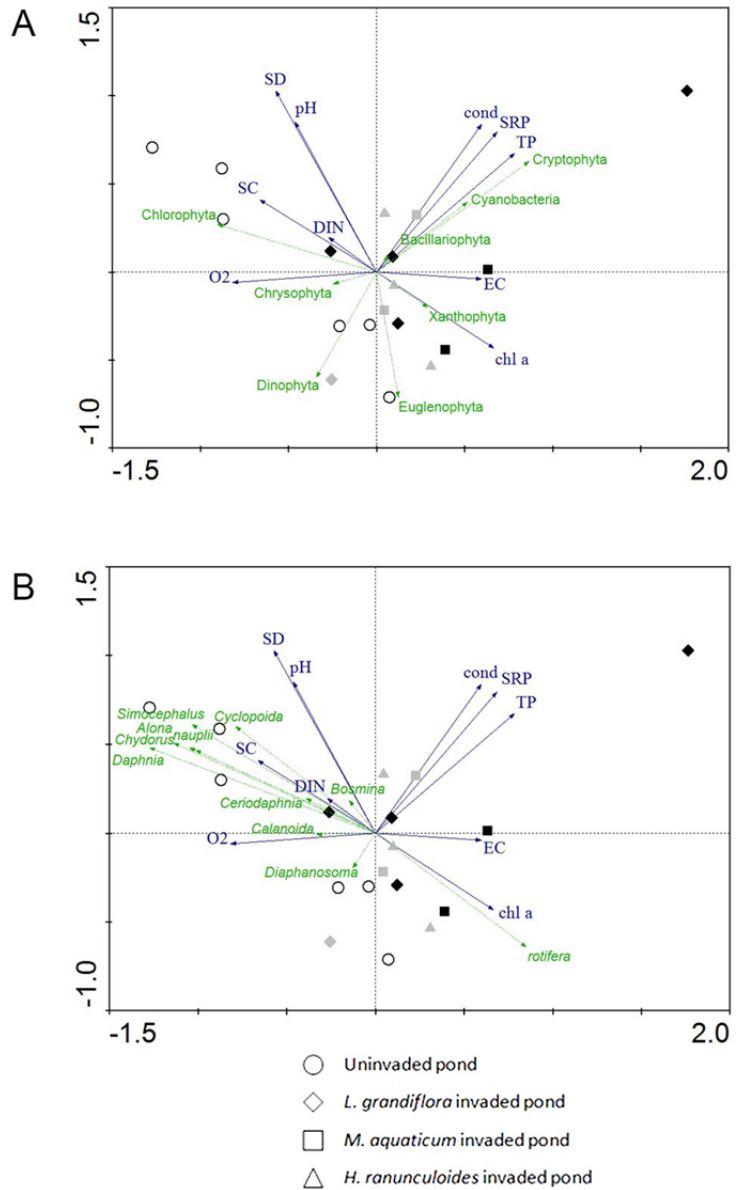 A
1.5
SD
pH
cond
SRP
TP
Cryptophyta
SC
Cyanobacteria
Chlorophyta
DIN
Bacillariophyta
O2
EC
Chrysophyta
Xanthophyta
chl a
Dinophyta
Euglenophyta
-1.0
-1.5
2.0
B
1.5
SD
pH
cond
SRP
TP
Simocephalus
Cyclopoida
Alona
nauplii
Chydorus
SC
Daphnia
DIN
Bosmina
Ceriodaphnia
Calanoida
O2
EC
Diaphanosoma
chl a
rotifera
-1.0
-1.5
2.0
Uninvaded pond
L. grandiflora invaded pond
M. aquaticum invaded pond
H. ranunculoides invaded pond